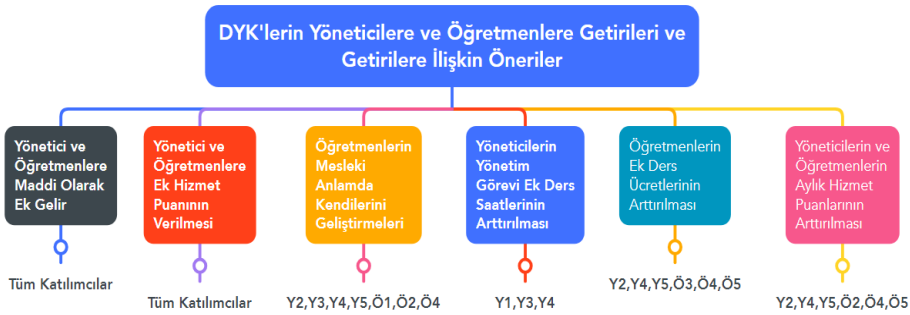 DYK'lerin Yöneticilere ve Öğretmenlere Getirileri ve
Getirilere İlişkin Öneriler
Yönetici ve
Öğretmenlere
Maddi Olarak
Ek Gelir
Yönetici ve
Öğretmenlere
Ek Hizmet
Puanının
Verilmesi
Öğretmenlerin
Mesleki
Anlamda
Kendilerini
Geliştirmeleri
Yöneticilerin
Yönetim
Görevi Ek Ders
Saatlerinin
Arttırılması
Öğretmenlerin
Ek Ders
Ücretlerinin
Arttırılması
Yöneticilerin ve
Öğretmenlerin
Aylık Hizmet
Puanlarının
Arttırılması
Tüm Katılımcılar
Tüm Katılımcılar
Y2,Y3,Y4,Y5,Ö1,Ö2,Ö4
Y1,Y3,Y4
Y2,Y4,Y5,Ö3,Ö4,Ö5
Y2,Y4,Y5,Ö2,Ö4,Ö5